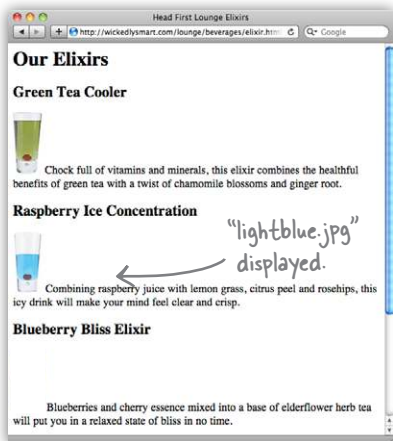 Head First Lounge Elixirs
http://wickedlysmart.com/lounge/beverages/elixir.htm
Google
Our Elixirs
Green Tea Cooler
Chock full of vitamins and minerals, this elixir combines the healthful
benefits of green tea with a twist of chamomile blossoms and ginger root.
Raspberry Ice Concentration
"lightblue.jpg"
displayed.
Combining raspberry juice with lemon grass, citrus peel and rosehips, this
icy drink will make your mind feel clear and crisp.
Blueberry Bliss Elixir
Blueberries and cherry essence mixed into a base of elderflower herb tea
will put you in a relaxed state of bliss in no time.